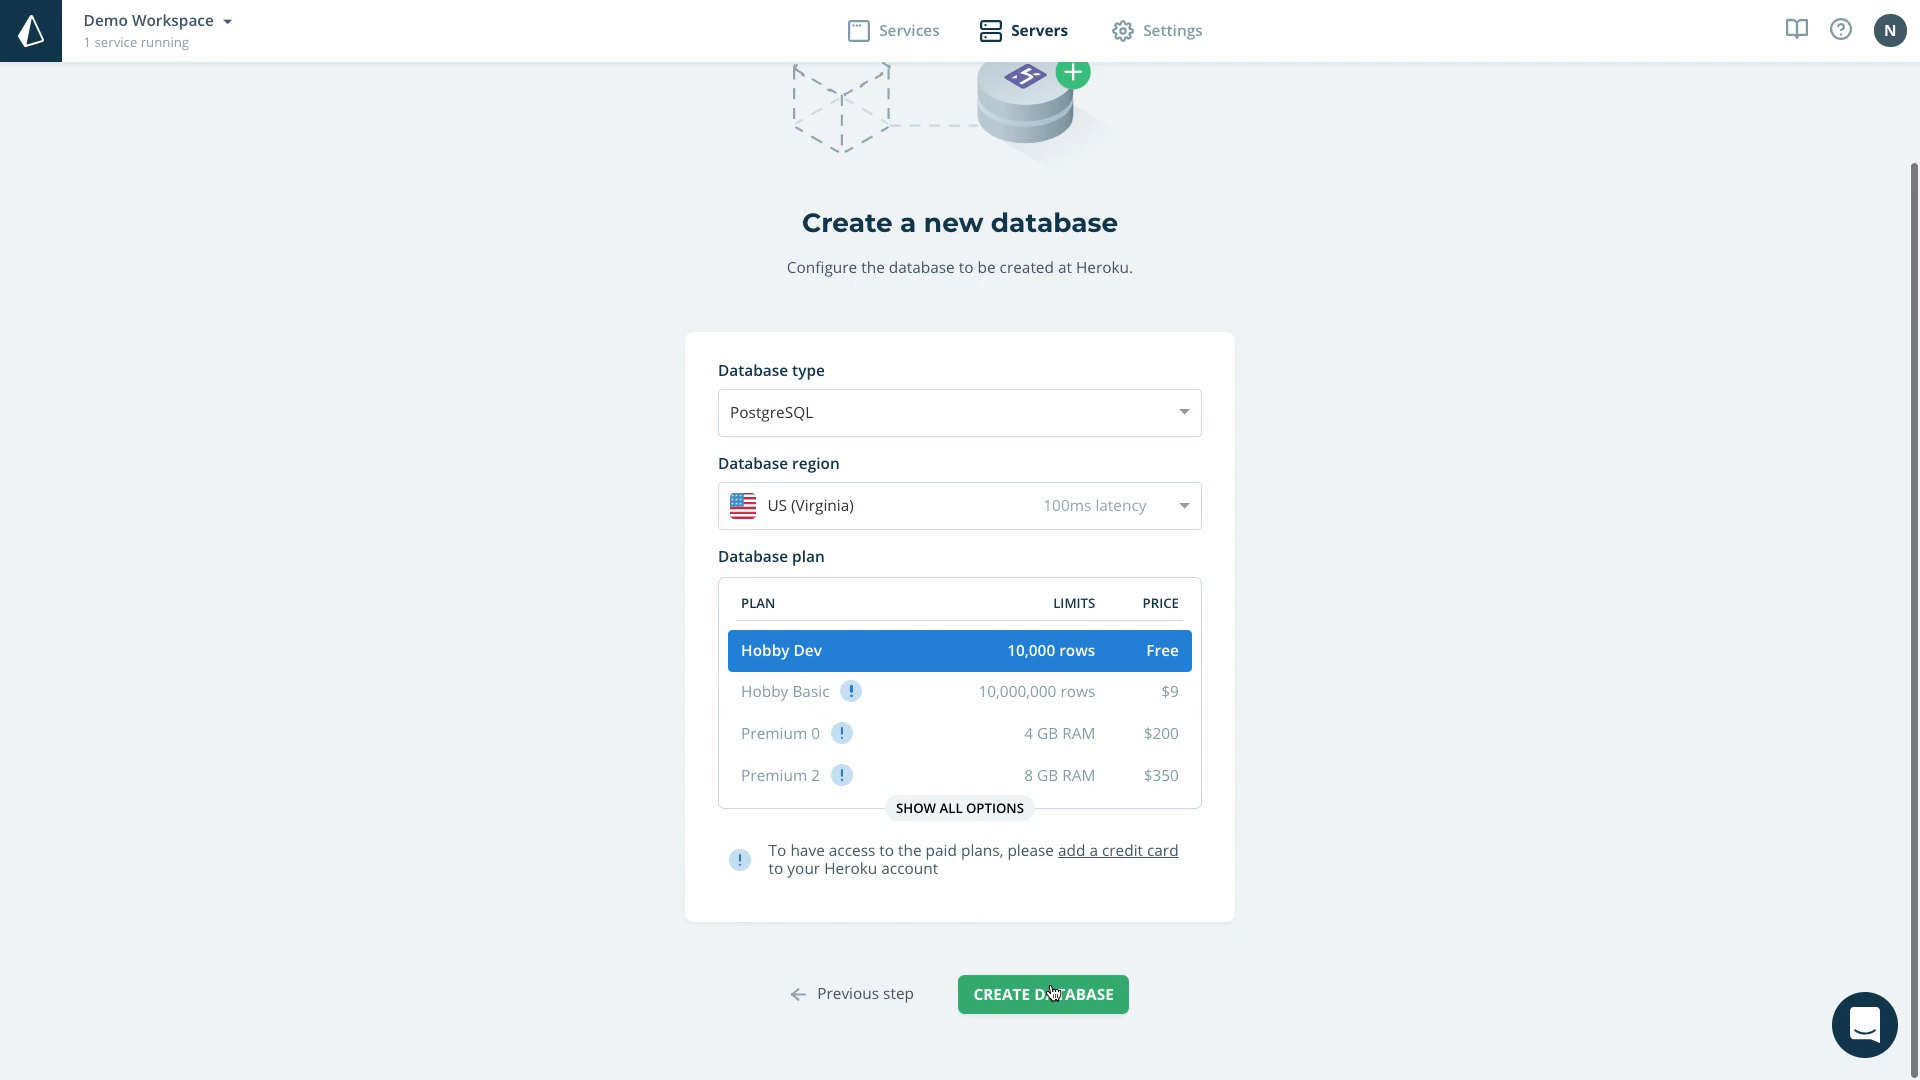 Demo Workspace
1 service running
Services
Servers
Settings
N
Create a new database
Configure the database to be created at Heroku.
Database type
PostgreSQL
Database region
US (Virginia) 100ms latency
Database plan
PLAN LIMITS PRICE
Hobby Dev 10,000 rows Free
Hobby Basic ! 10,000,000 rows $9
Premium 0 ! 4 GB RAM $200
Premium 2 ! 8 GB RAM $350
SHOW ALL OPTIONS
! To have access to the paid plans, please add a credit card
to your Heroku account
Previous step
CREATE DATABASE